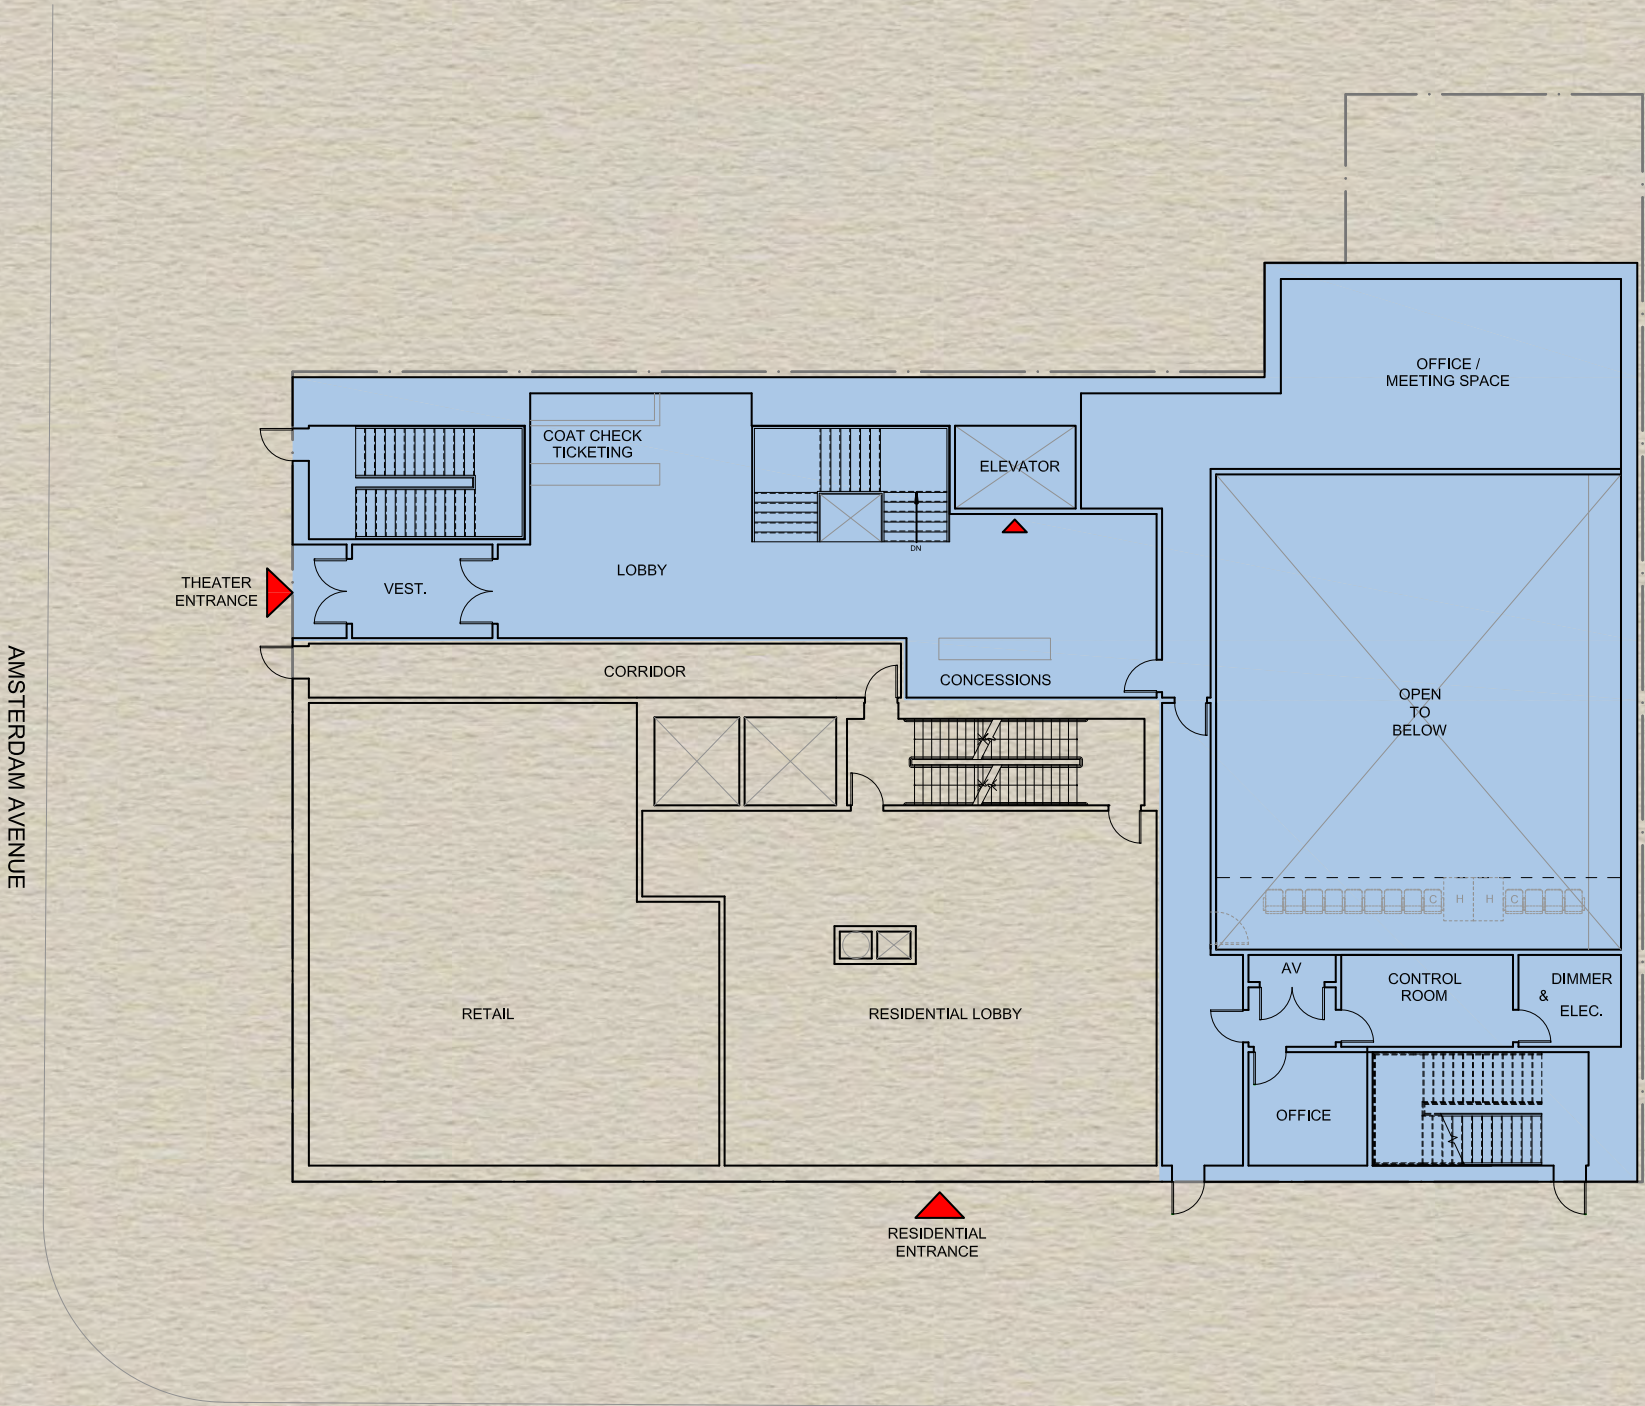 OFFICE /
MEETING SPACE
COAT CHECK
TICKETING
ELEVATOR
DN
LOBBY
THEATER
ENTRANCE
VEST.
CORRIDOR
CONCESSIONS
OPEN
TO
BELOW
AMSTERDAM AVENUE
C H H C
AV
CONTROL
ROOM
DIMMER
&
ELEC.
RETAIL
RESIDENTIAL LOBBY
OFFICE
RESIDENTIAL
ENTRANCE